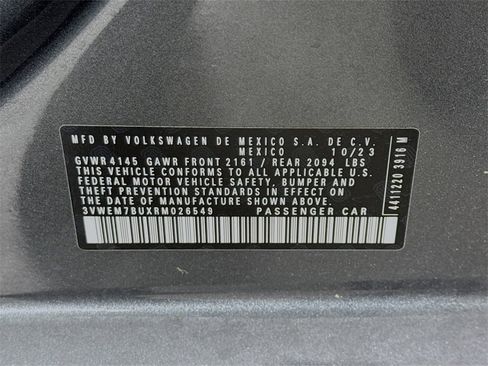 MFD BY VOLKSWAGEN DE MEXICO S.A. DE C.V.
MEXICO 10/23
GVWR 4145 GAWR FRONT 2161 / REAR 2094 LBS
THIS VEHICLE CONFORMS TO ALL APPLICABLE U.S.
FEDERAL MOTOR VEHICLE SAFETY, BUMPER AND
THEFT PREVENTION STANDARDS IN EFFECT ON
THE DATE OF MANUFACTURE SHOWN ABOVE.
3VWEM7BUXRM026549 PASSENGER CAR
4411220 3916 M